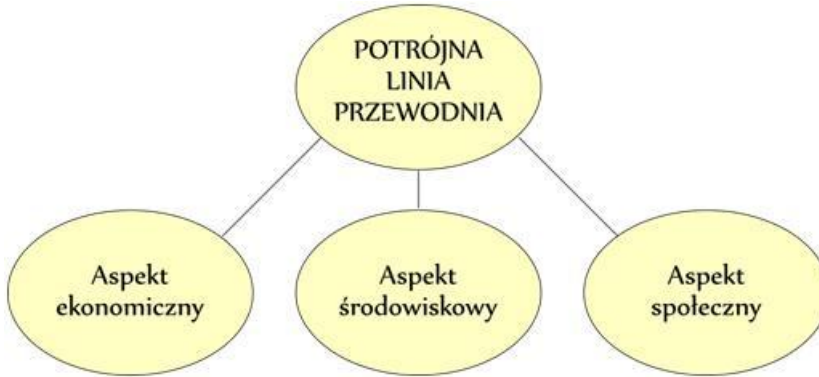 POTRÓJNA
LINIA
PRZEWODNIA
Aspekt
ekonomiczny
Aspekt
środowiskowy
Aspekt
społeczny